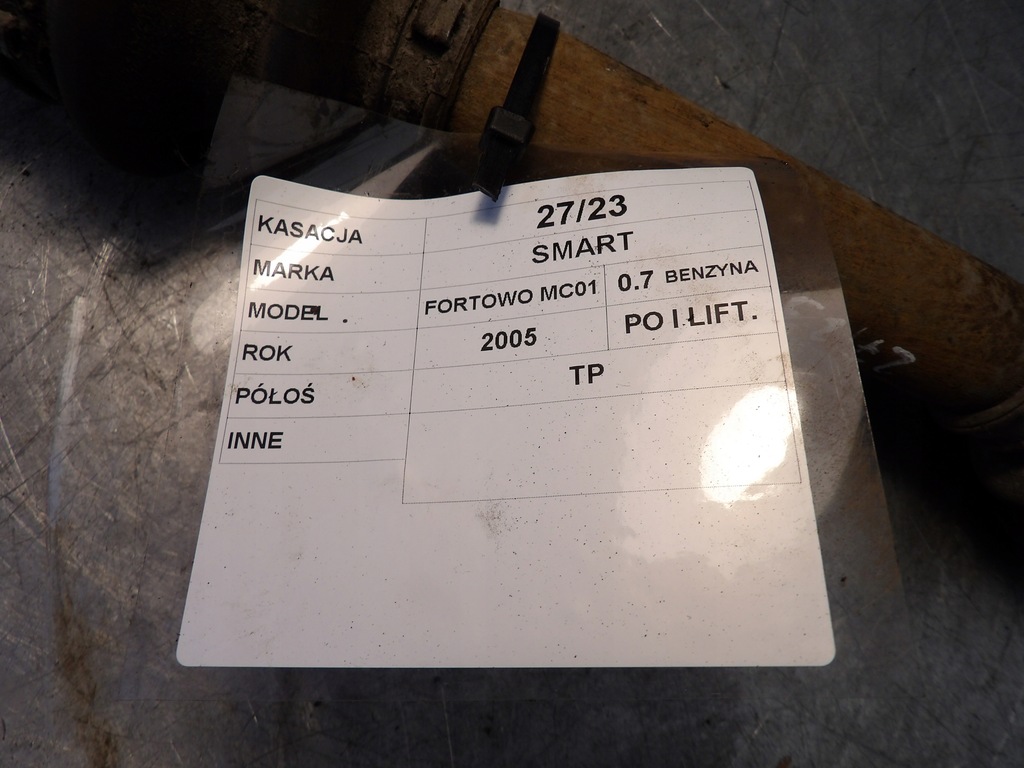 KASACJA 27/23
MARKA SMART
MODEL . FORTOWO MC01 0.7 BENZYNA
ROK 2005 PO I LIFT.
PÓŁOŚ TP
INNE